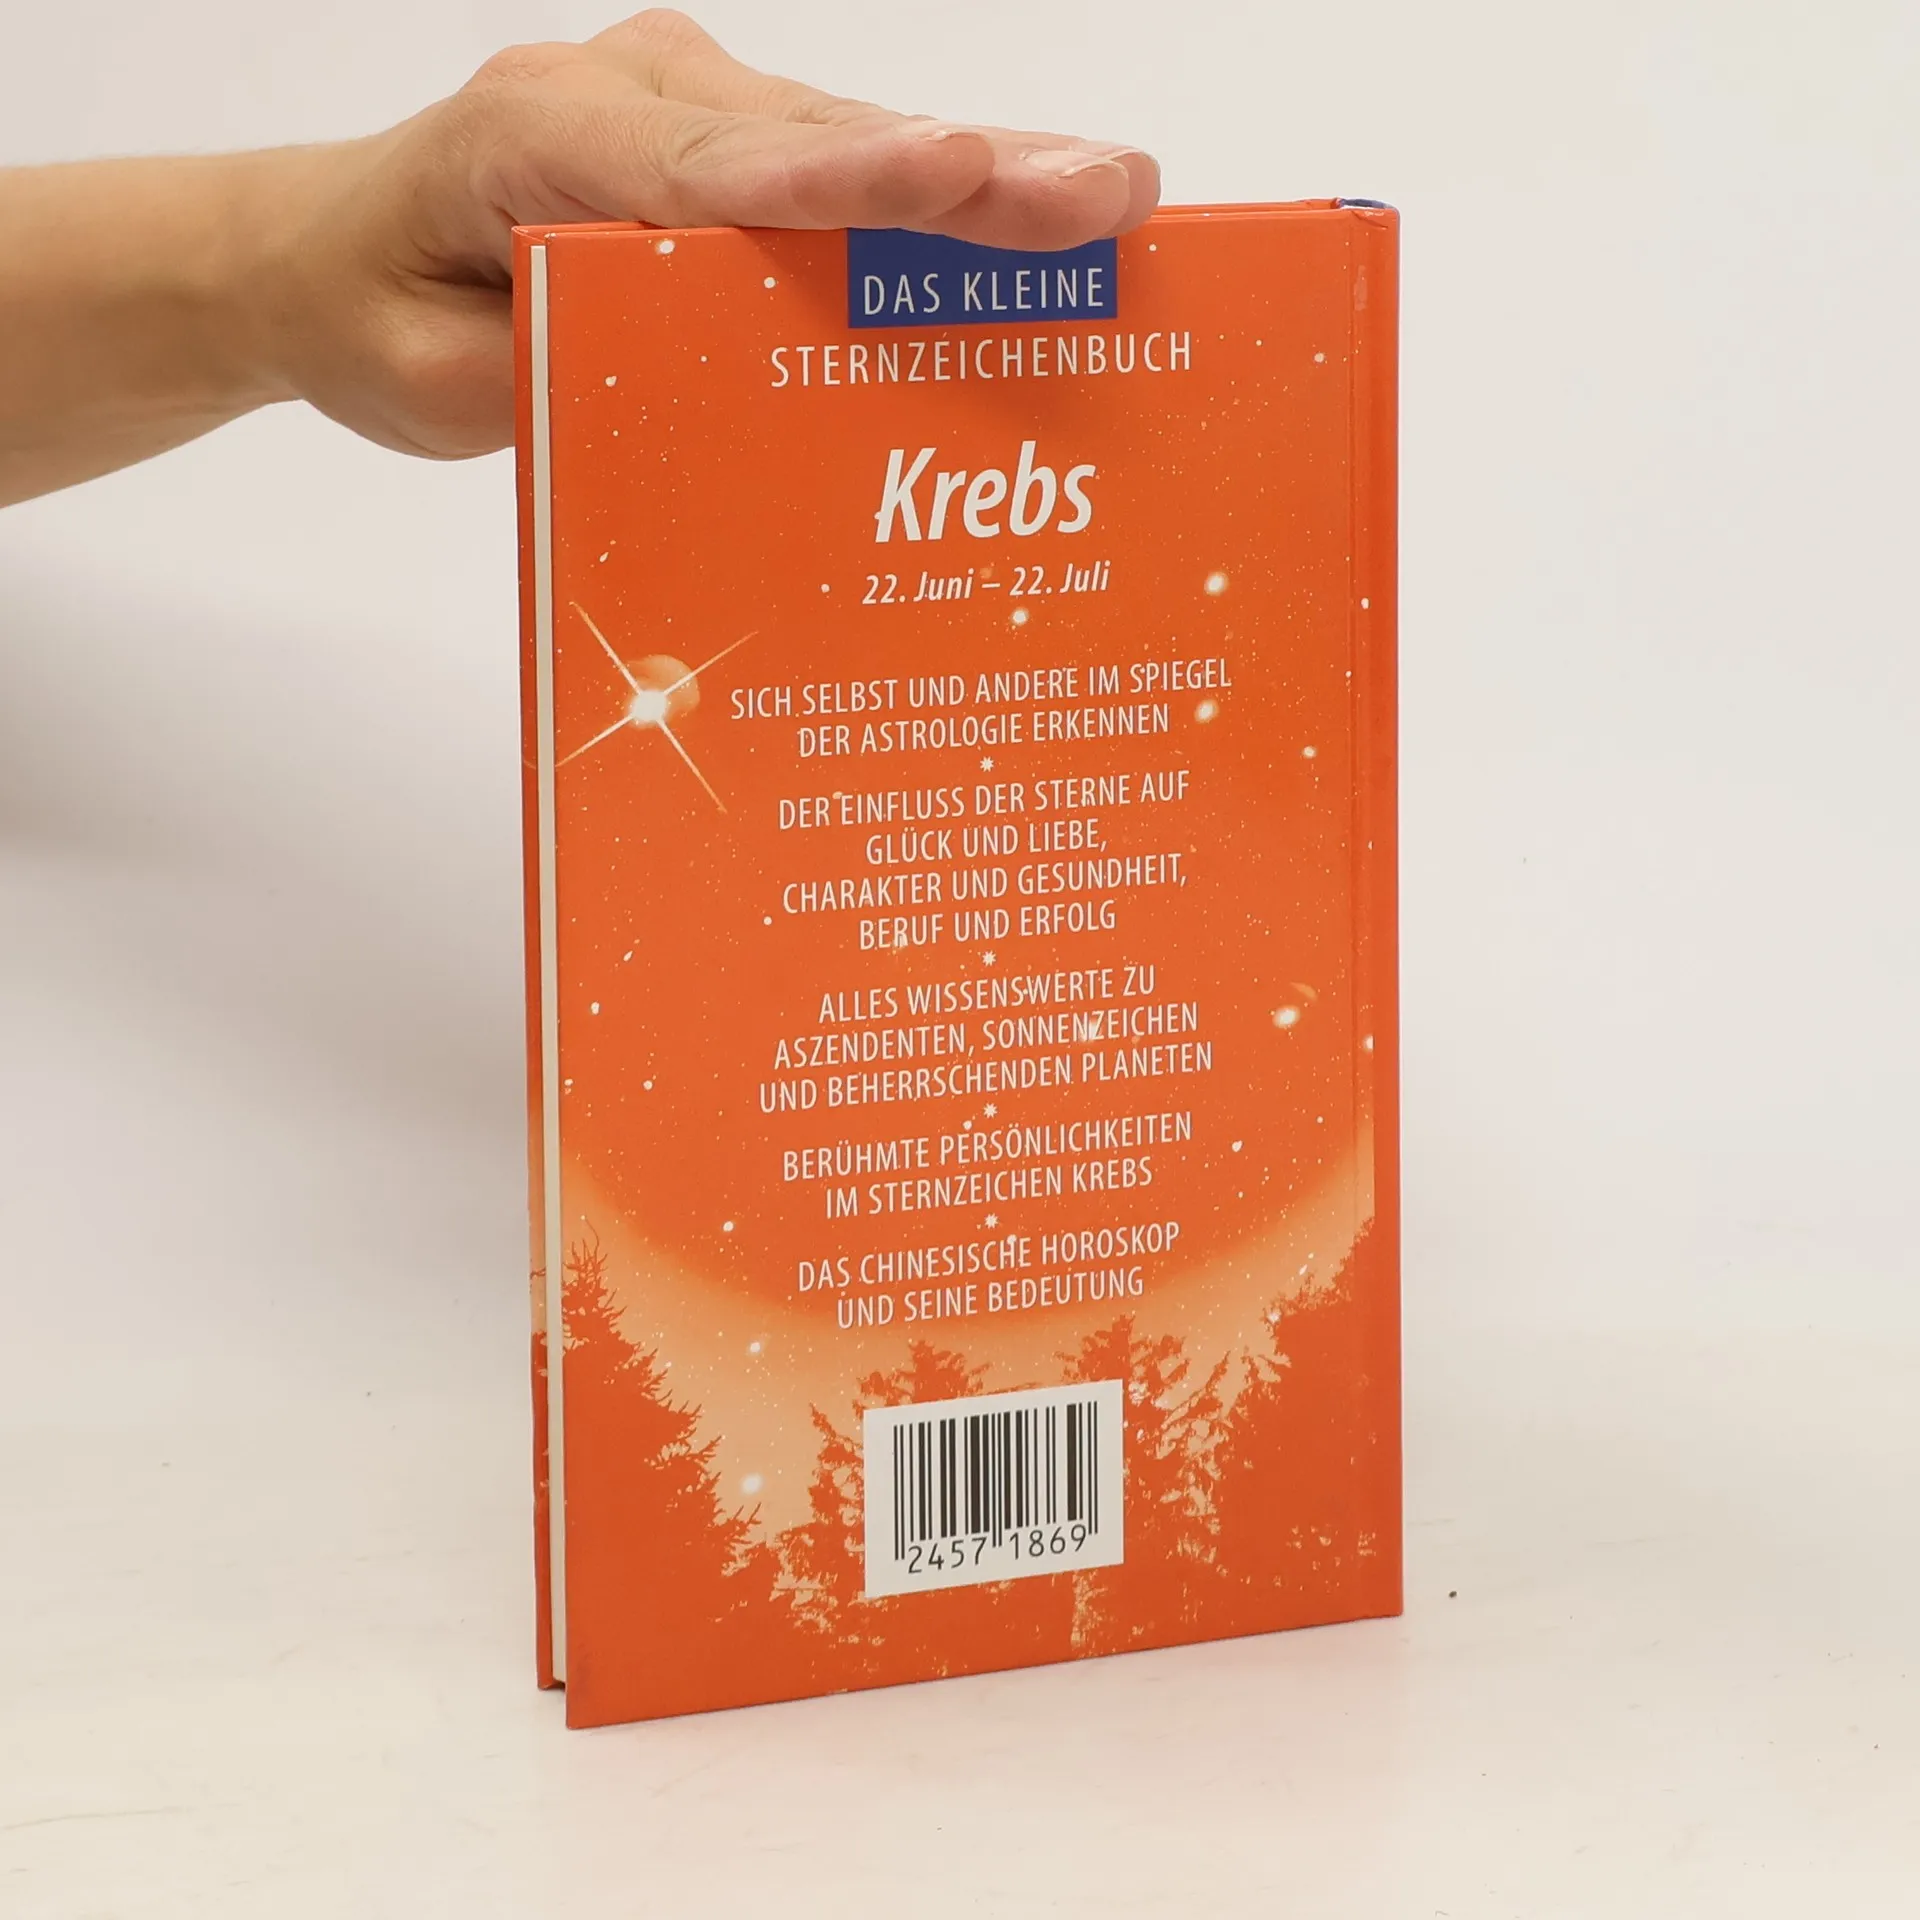 DAS KLEINE
STERNZEICHENBUCH
Krebs
22. Juni – 22. Juli
SICH SELBST UND ANDERE IM SPIEGEL
DER ASTROLOGIE ERKENNEN
DER EINFLUSS DER STERNE AUF
GLÜCK UND LIEBE,
CHARAKTER UND GESUNDHEIT,
BERUF UND ERFOLG
ALLES WISSENSWERTE ZU
ASZENDENTEN, SONNENZEICHEN
UND BEHERRSCHENDEN PLANETEN
BERÜHMTE PERSÖNLICHKEITEN
IM STERNZEICHEN KREBS
DAS CHINESISCHE HOROSKOP
UND SEINE BEDEUTUNG
2457 1869